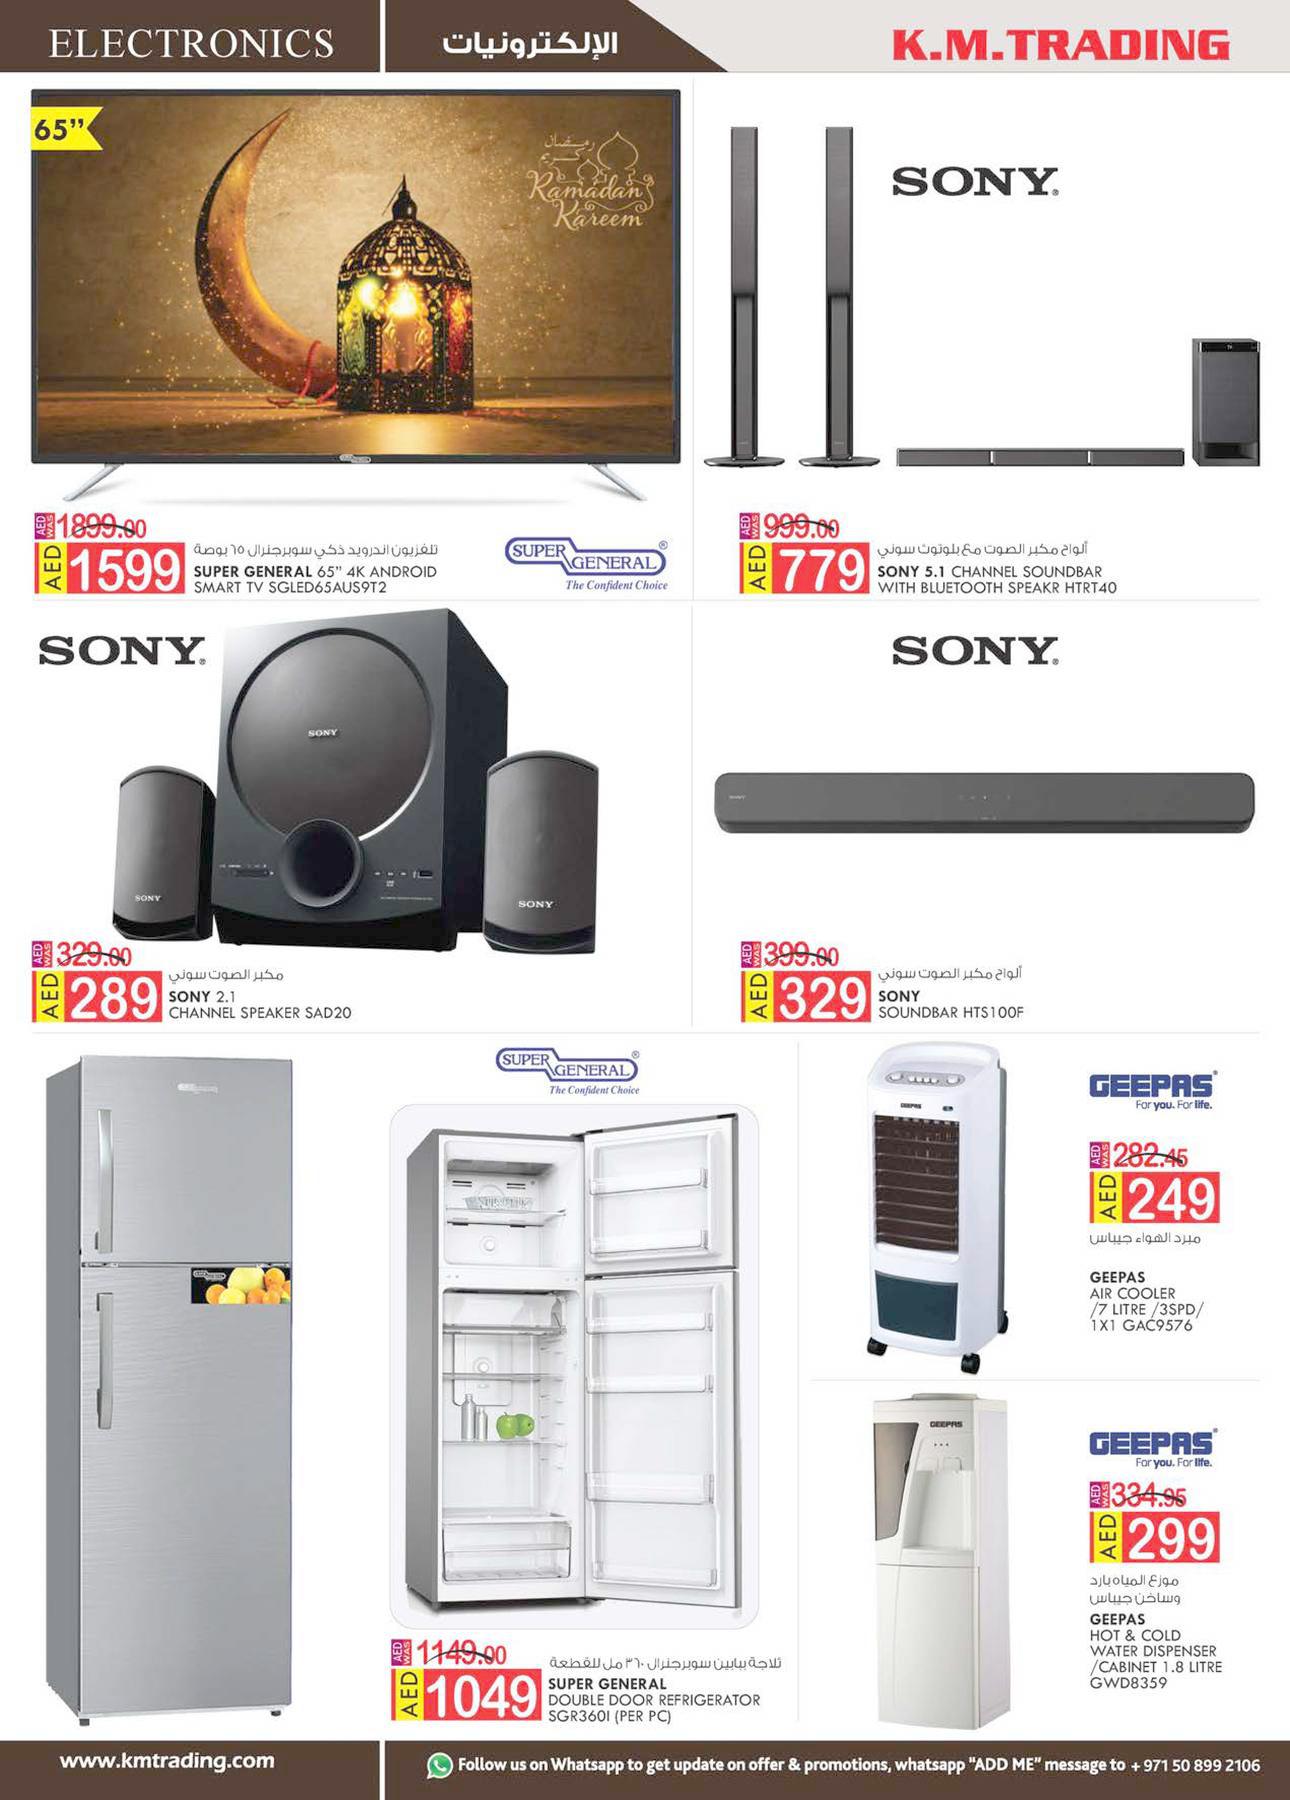 ELECTRONICS
الإلكترونيات
K.M.TRADING
65”
رمضان
كريم
Ramadan
Kareem
AED WAS 1899.00
AED 1599
تلفزيون اندرويد ذكي سوبرجنرال ٦٥ بوصة
SUPER GENERAL 65” 4K ANDROID
SMART TV SGLED65AUS9T2
SUPER GENERAL®
The Confident Choice
SONY®
AED WAS 999.00
AED 779
ألواح مكبر الصوت مع بلوتوث سوني
SONY 5.1 CHANNEL SOUNDBAR
WITH BLUETOOTH SPEAKR HTRT40
SONY®
SONY
SONY
SONY
AED WAS 329.00
AED 289
مكبر الصوت سوني
SONY 2.1
CHANNEL SPEAKER SAD20
SONY®
SONY
AED WAS 399.00
AED 329
ألواح مكبر الصوت سوني
SONY
SOUNDBAR HTS100F
SUPER GENERAL®
The Confident Choice
AED WAS 1149.00
AED 1049
ثلاجة ببابين سوبرجنرال ٣٦٠ مل للقطعة
SUPER GENERAL
DOUBLE DOOR REFRIGERATOR
SGR360I (PER PC)
GEEPAS
GEEPAS®
For you. For life.
AED WAS 282.45
AED 249
مبرد الهواء جيباس
GEEPAS
AIR COOLER
/7 LITRE /3SPD/
1X1 GAC9576
GEEPAS
GEEPAS®
For you. For life.
AED WAS 334.95
AED 299
موزع المياه بارد
وساخن جيباس
GEEPAS
HOT & COLD
WATER DISPENSER
/CABINET 1.8 LITRE
GWD8359
www.kmtrading.com
Follow us on Whatsapp to get update on offer & promotions, whatsapp “ADD ME” message to + 971 50 899 2106